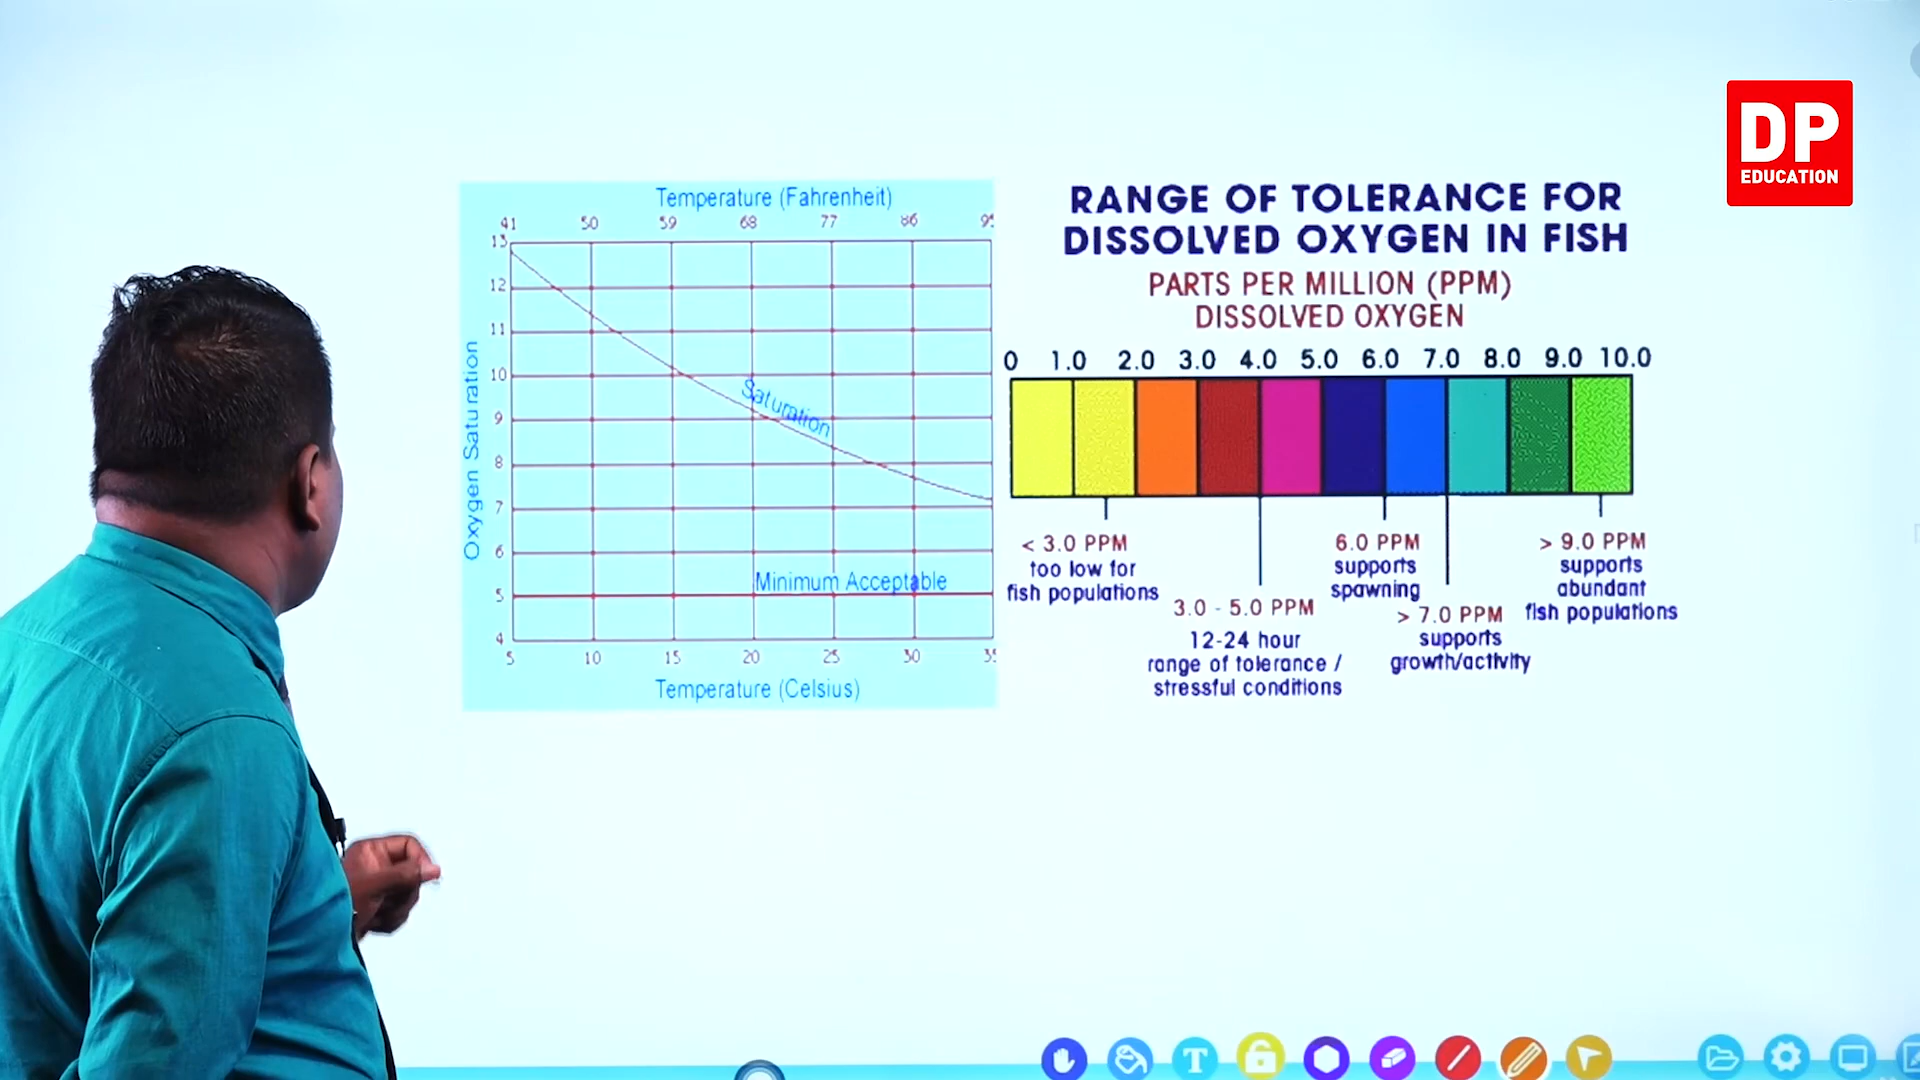 DP
EDUCATION
Temperature (Fahrenheit)
41 50 59 68 77 86
13
12
11
10
9
8
7
6
5
4
Oxygen Saturation
Saturation
Minimum Acceptable
5 10 15 20 25 30
Temperature (Celsius)
RANGE OF TOLERANCE FOR
DISSOLVED OXYGEN IN FISH
PARTS PER MILLION (PPM)
DISSOLVED OXYGEN
0 1.0 2.0 3.0 4.0 5.0 6.0 7.0 8.0 9.0 10.0
< 3.0 PPM
too low for
fish populations
3.0 - 5.0 PPM
12-24 hour
range of tolerance /
stressful conditions
6.0 PPM
supports
spawning
> 7.0 PPM
supports
growth/activity
> 9.0 PPM
supports
abundant
fish populations
T